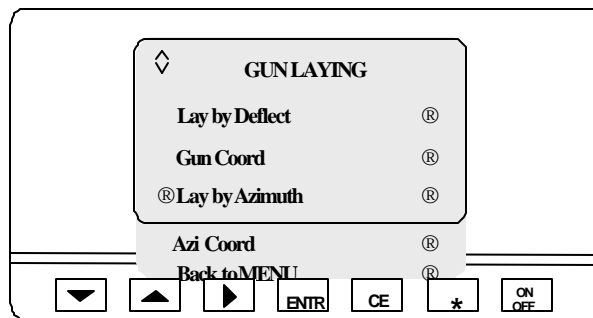 GUN LAYING
Lay by Deflect ®
Gun Coord ®
® Lay by Azimuth ®
Azi Coord ®
Back to MENU ®
ENTR CE * ON OFF